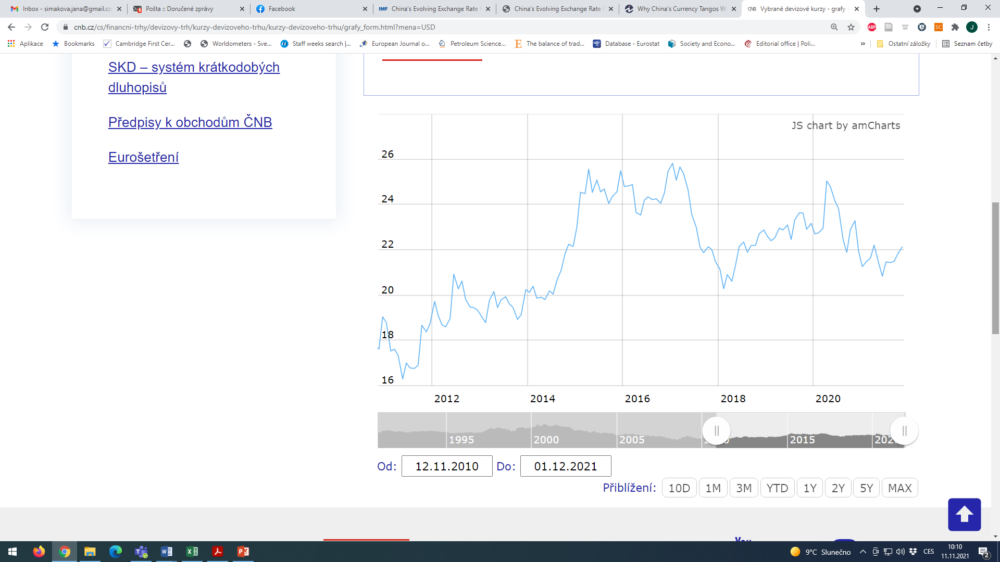 Inbox - simakova.jana@gmail.co
Pošta :: Doručené zprávy
Facebook
IMF China's Evolving Exchange Rate
China's Evolving Exchange Rate
Why China's Currency Tangos W
CNB Vybrané devizové kurzy - grafy -
cnb.cz/cs/financni-trhy/devizovy-trh/kurzy-devizoveho-trhu/kurzy-devizoveho-trhu/grafy_form.html?mena=USD
ABP
SC
J
Aplikace
Bookmarks
Cambridge First Cer...
Worldometers - Sve...
Staff weeks search |...
European Journal o...
Petroleum Science...
E The balance of trad...
Database - Eurostat
Society and Econo...
Editorial office | Poli...
»
Ostatní záložky
Seznam četby
SKD – systém krátkodobých
dluhopisů
Předpisy k obchodům ČNB
Eurošetření
JS chart by amCharts
26
24
22
20
18
16
2012 2014 2016 2018 2020
1995 2000 2005 2015
Od: 12.11.2010 Do: 01.12.2021
Přiblížení: 10D 1M 3M YTD 1Y 2Y 5Y MAX
You
9°C Slunečno
CES
10:10
11.11.2021
2